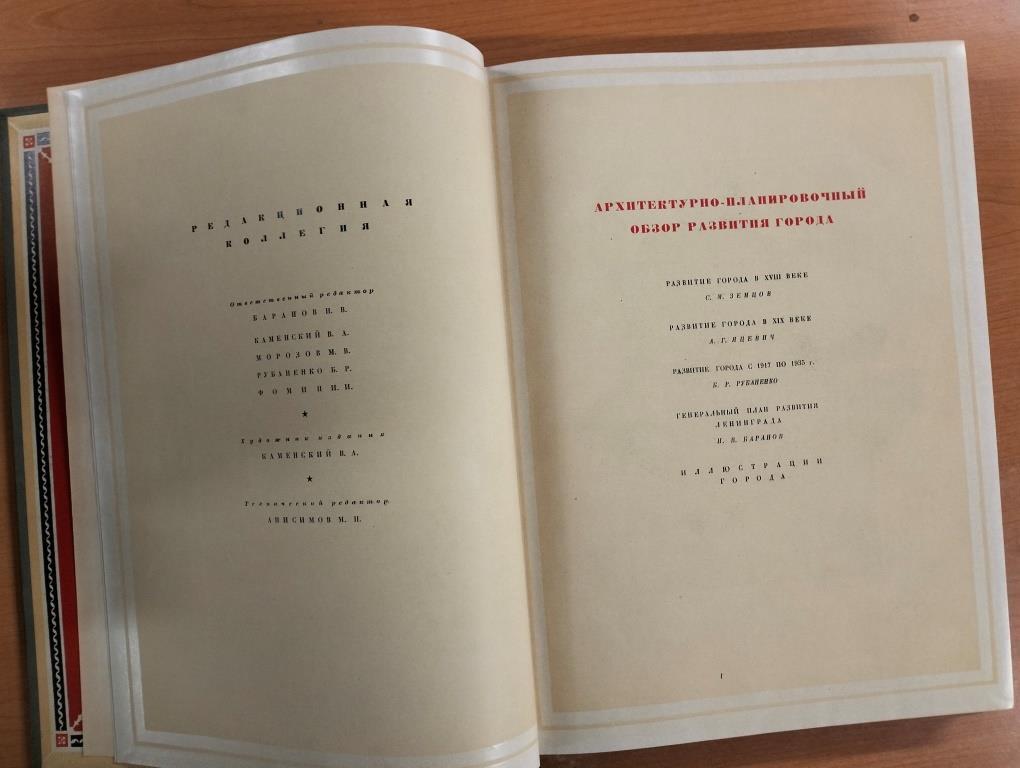 РЕДАКЦИОННАЯ
КОЛЛЕГИЯ
Ответственный редактор
БАРАНОВ Н. В.
КАМЕНСКИЙ В. А.
МОРОЗОВ М. В.
РУБАНЕНКО Б. Р.
ФОМИН И. И.
★
Художник издания
КАМЕНСКИЙ В. А.
★
Технический редактор
АНИСИМОВ М. И.
АРХИТЕКТУРНО-ПЛАНИРОВОЧНЫЙ
ОБЗОР РАЗВИТИЯ ГОРОДА
РАЗВИТИЕ ГОРОДА В XVIII ВЕКЕ
С. М. ЗЕМЦОВ
РАЗВИТИЕ ГОРОДА В XIX ВЕКЕ
А. Г. ЯЦЕВИЧ
РАЗВИТИЕ ГОРОДА С 1917 ПО 1935 г.
Б. Р. РУБАНЕНКО
ГЕНЕРАЛЬНЫЙ ПЛАН РАЗВИТИЯ
ЛЕНИНГРАДА
Н. В. БАРАНОВ
ИЛЛЮСТРАЦИИ
ГОРОДА
I